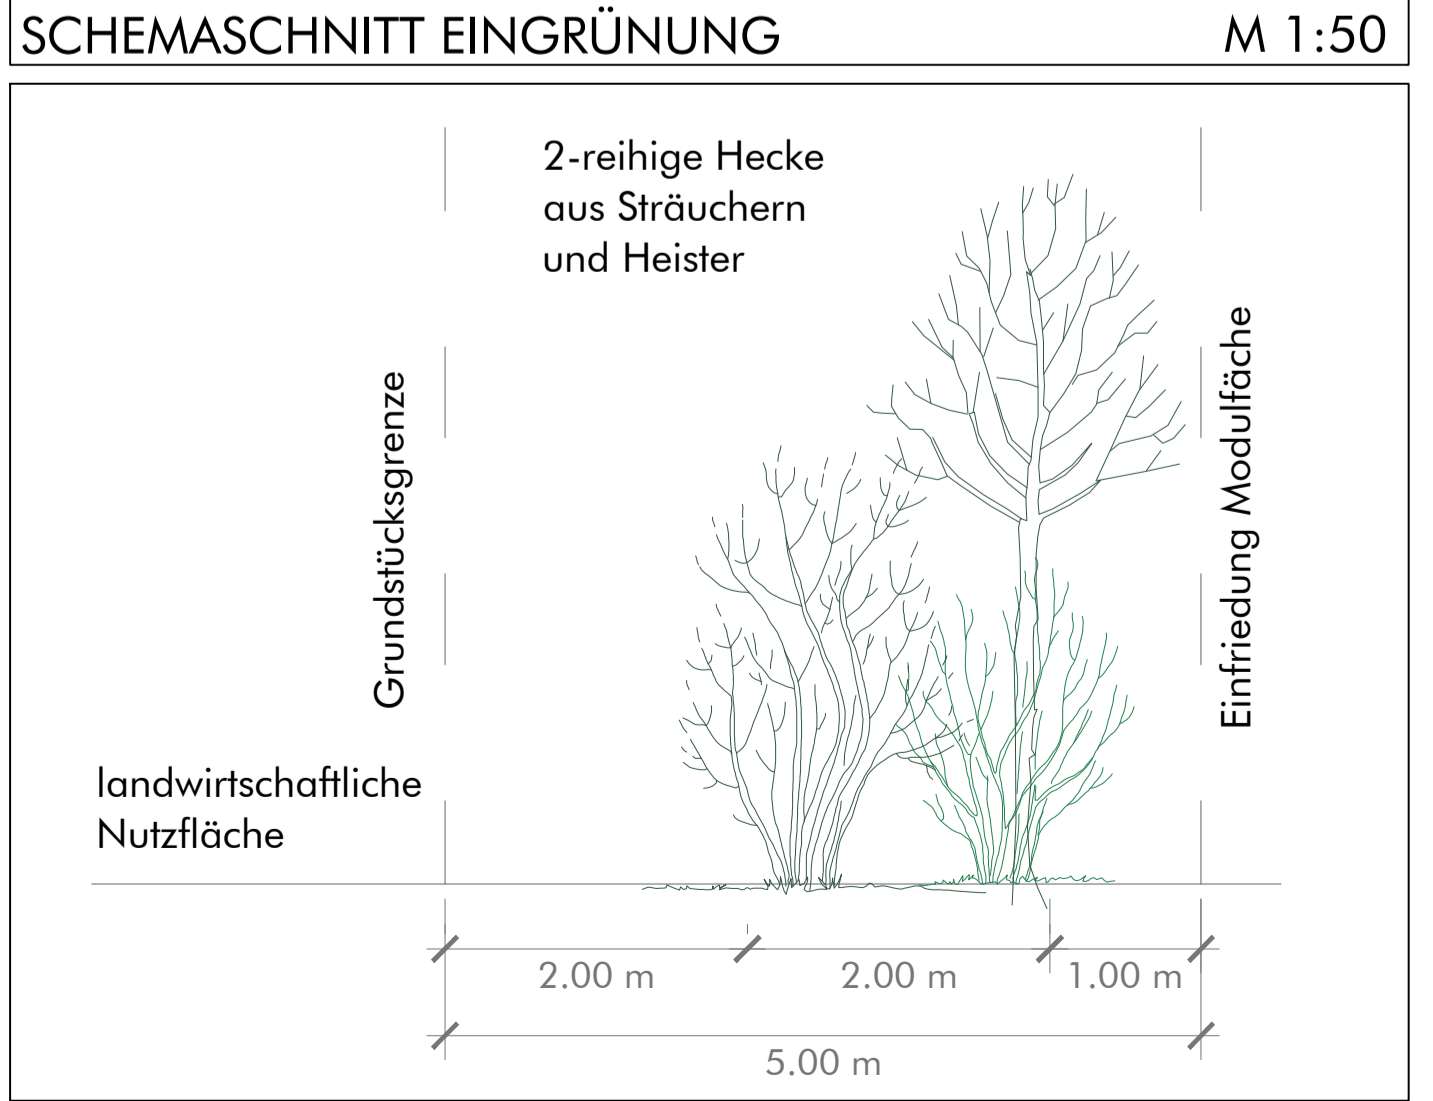 SCHEMASCHNITT EINGRÜNUNG M 1:50
2-reihige Hecke
aus Sträuchern
und Heister
Grundstücksgrenze
Einfriedung Modulfäche
landwirtschaftliche
Nutzfläche
2.00 m 2.00 m 1.00 m
5.00 m